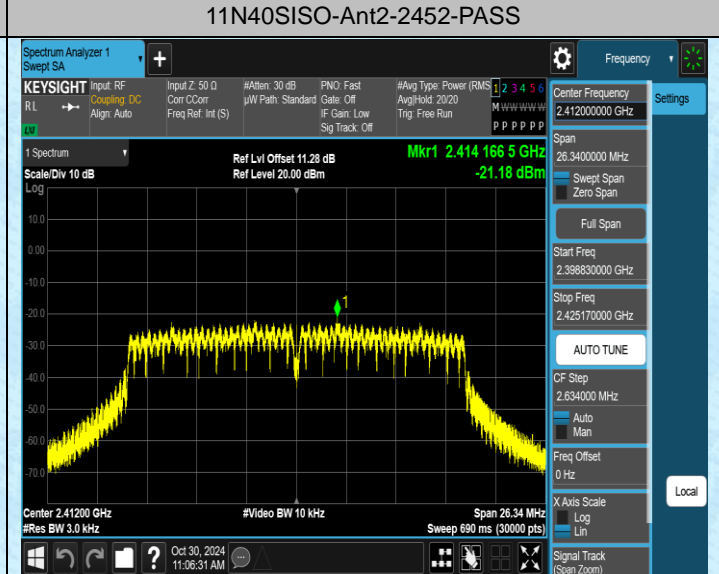 11N40SISO-Ant2-2452-PASS
Spectrum Analyzer 1
Swept SA
Frequency
KEYSIGHT
RL
LXI
Input: RF
Coupling: DC
Align: Auto
Input Z: 50 Ω
Corr CCorr
Freq Ref: Int (S)
#Atten: 30 dB
µW Path: Standard
PNO: Fast
Gate: Off
IF Gain: Low
Sig Track: Off
#Avg Type: Power (RMS
Avg|Hold: 20/20
Trig: Free Run
1 2 3 4 5 6
M W W W W W
P P P P P P
1 Spectrum
Scale/Div 10 dB
Ref Lvl Offset 11.28 dB
Ref Level 20.00 dBm
Mkr1 2.414 166 5 GHz
-21.18 dBm
Log
10.0
0.00
-10.0
-20.0
-30.0
-40.0
-50.0
-60.0
-70.0
1
Center 2.41200 GHz
#Res BW 3.0 kHz
#Video BW 10 kHz
Span 26.34 MHz
Sweep 690 ms (30000 pts)
?
Oct 30, 2024
11:06:31 AM
Center Frequency
2.412000000 GHz
Settings
Span
26.3400000 MHz
Swept Span
Zero Span
Full Span
Start Freq
2.398830000 GHz
Stop Freq
2.425170000 GHz
AUTO TUNE
CF Step
2.634000 MHz
Auto
Man
Freq Offset
0 Hz
X Axis Scale
Log
Lin
Local
Signal Track
(Span Zoom)